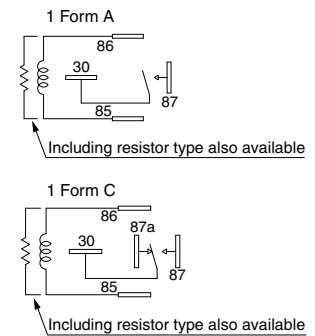 1 Form A
86
30
87
85
Including resistor type also available
1 Form C
86
87a
30
87
85
Including resistor type also available